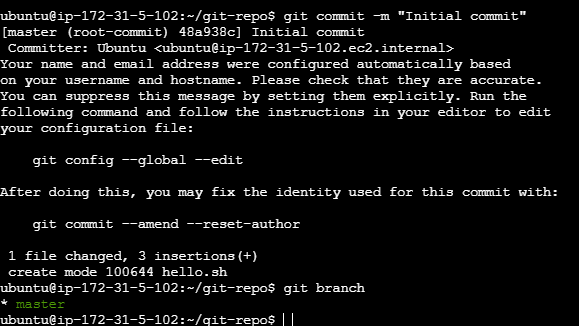 ubuntu@ip-172-31-5-102:~/git-repo$ git commit -m "Initial commit"
[master (root-commit) 48a938c] Initial commit
 Committer: Ubuntu <ubuntu@ip-172-31-5-102.ec2.internal>
Your name and email address were configured automatically based
on your username and hostname. Please check that they are accurate.
You can suppress this message by setting them explicitly. Run the
following command and follow the instructions in your editor to edit
your configuration file:

    git config --global --edit

After doing this, you may fix the identity used for this commit with:

    git commit --amend --reset-author

 1 file changed, 3 insertions(+)
 create mode 100644 hello.sh
ubuntu@ip-172-31-5-102:~/git-repo$ git branch
* master
ubuntu@ip-172-31-5-102:~/git-repo$